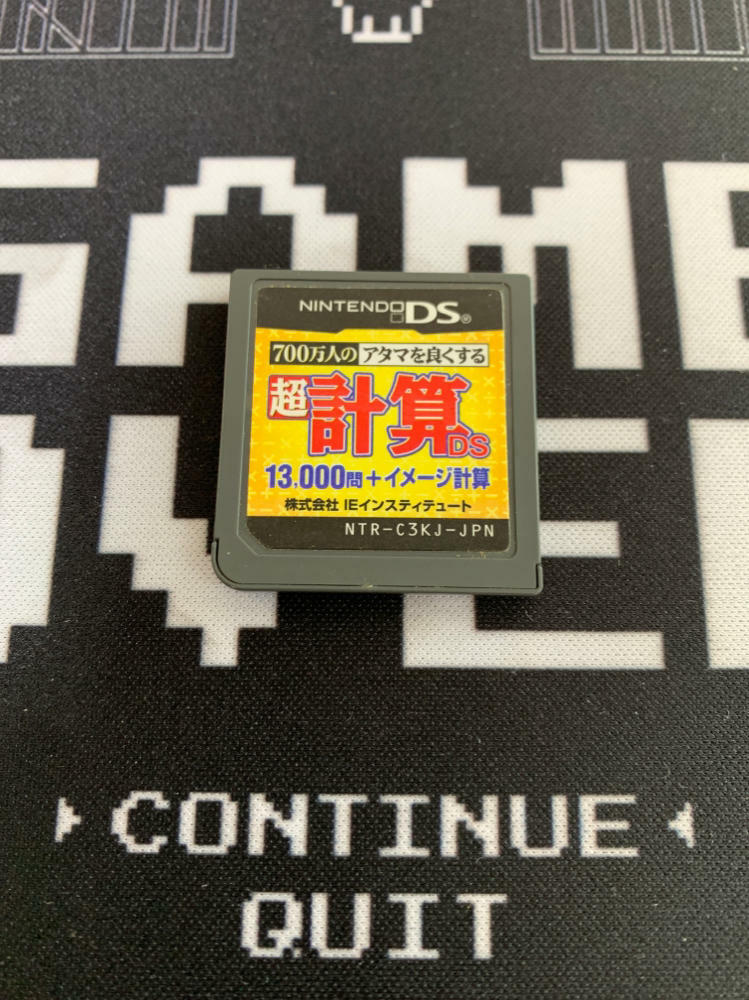 GAME
OVER
NINTENDO DS®
700万人の アタマを良くする
超計算DS
13,000問+イメージ計算
株式会社 IEインスティテュート
NTR-C3KJ-JPN
CONTINUE
QUIT